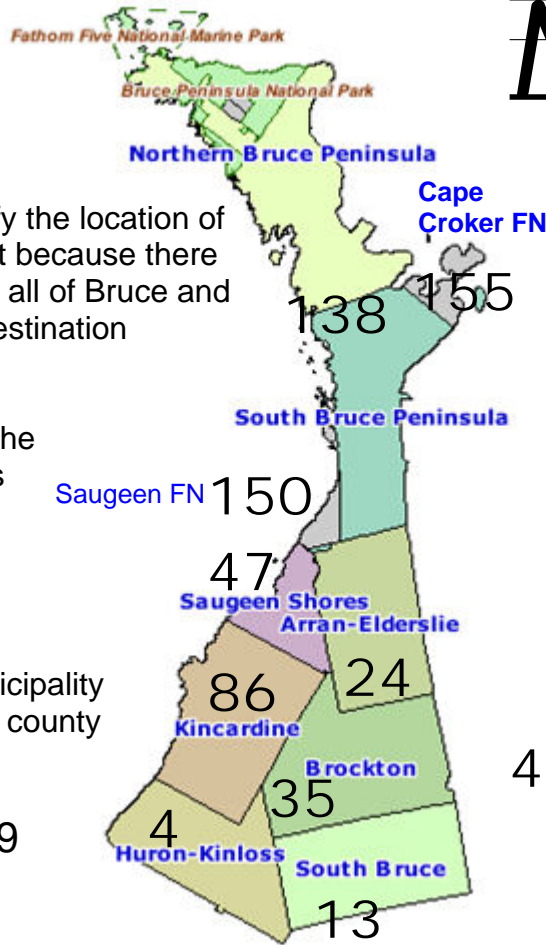 Fathom Five National Marine Park
Bruce Peninsula National Park
Northern Bruce Peninsula
Cape
Croker FN
fy the location of
t because there
all of Bruce and
estination
155
138
South Bruce Peninsula
he
s
Saugeen FN 150
47
Saugeen Shores
Arran-Elderslie
icipality
county
86
24
Kincardine
Brockton
4
35
9
4
Huron-Kinloss
South Bruce
13